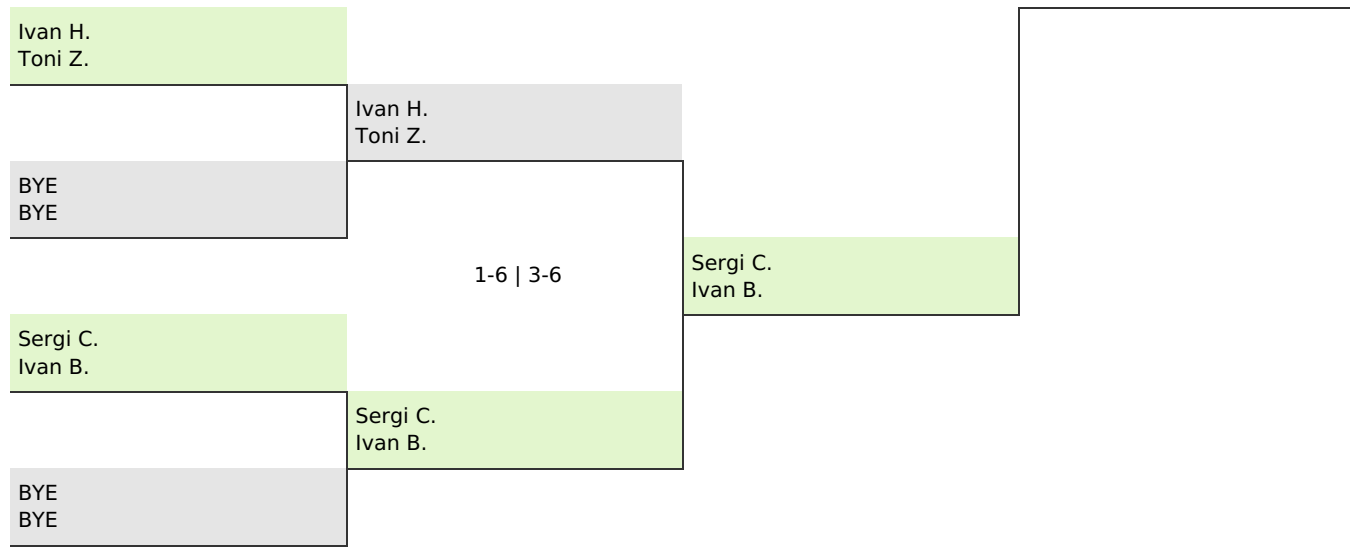 Ivan H.
Toni Z.
Ivan H.
Toni Z.
BYE
BYE
1-6 | 3-6
Sergi C.
Ivan B.
Sergi C.
Ivan B.
Sergi C.
Ivan B.
BYE
BYE